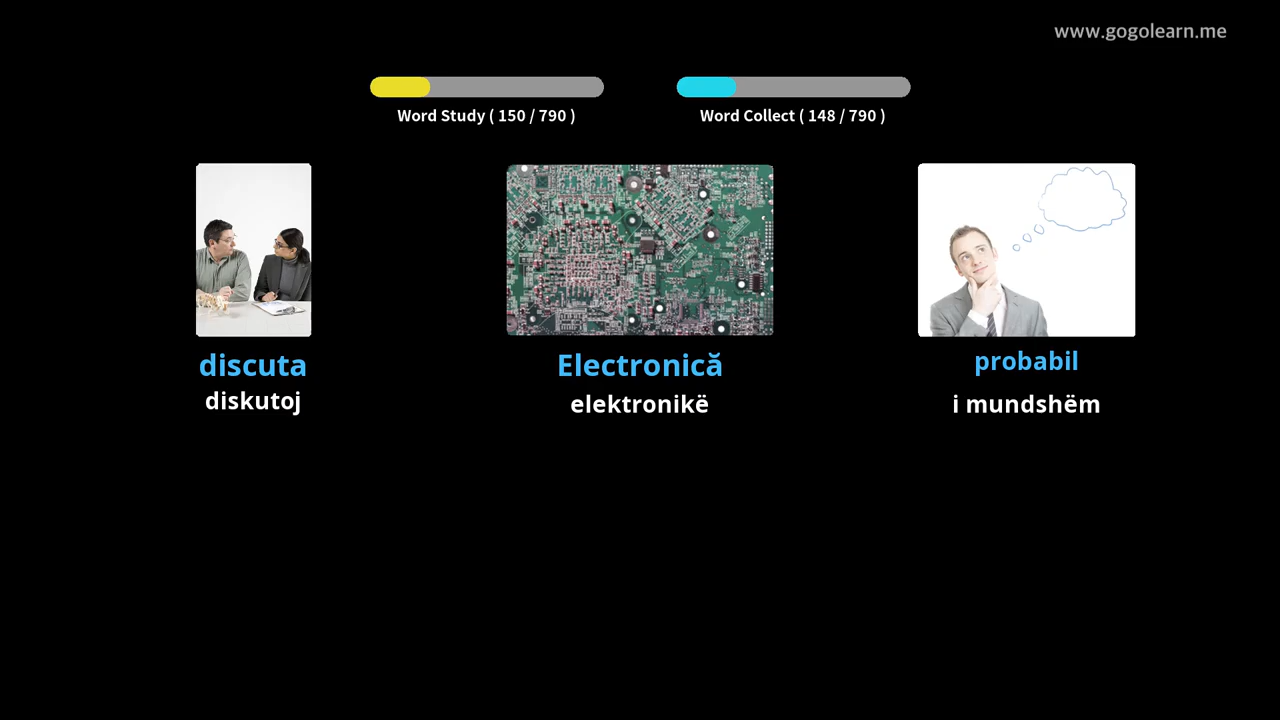 www.gogolearn.me
Word Study ( 150 / 790 )
Word Collect ( 148 / 790 )
discuta
diskutoj
Electronică
elektronikë
probabil
i mundshëm